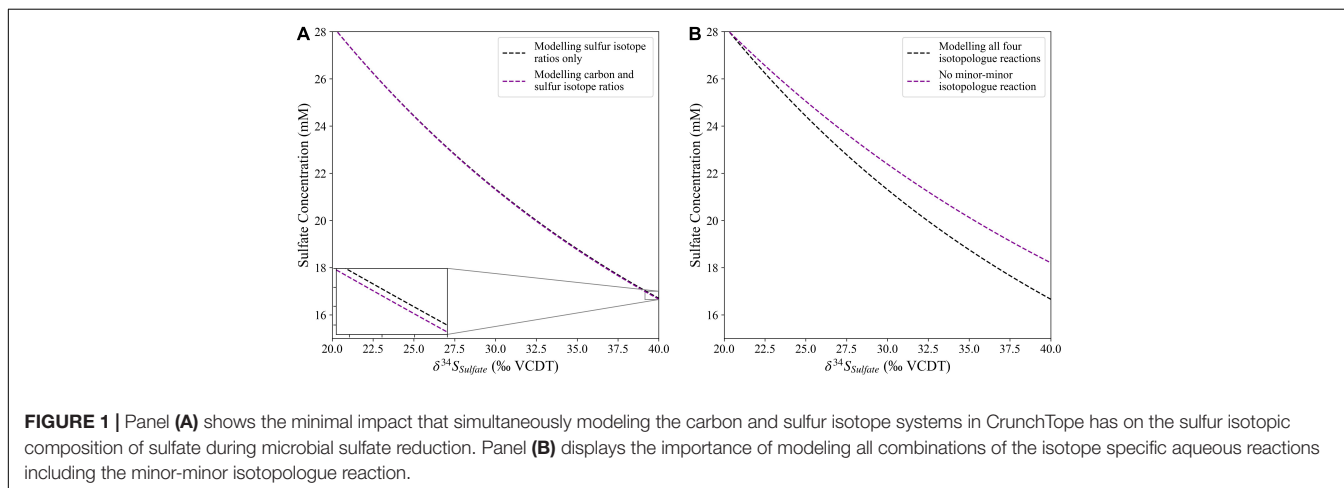 A
28
26
24
22
20
18
16
Sulfate Concentration (mM)
20.0 22.5 25.0 27.5 30.0 32.5 35.0 37.5 40.0
δ³⁴S_Sulfate (‰ VCDT)
Modelling sulfur isotope
ratios only
Modelling carbon and
sulfur isotope ratios
B
28
26
24
22
20
18
16
Sulfate Concentration (mM)
20.0 22.5 25.0 27.5 30.0 32.5 35.0 37.5 40.0
δ³⁴S_Sulfate (‰ VCDT)
Modelling all four
isotopologue reactions
No minor-minor
isotopologue reaction
FIGURE 1 | Panel (A) shows the minimal impact that simultaneously modeling the carbon and sulfur isotope systems in CrunchTope has on the sulfur isotopic
composition of sulfate during microbial sulfate reduction. Panel (B) displays the importance of modeling all combinations of the isotope specific aqueous reactions
including the minor-minor isotopologue reaction.